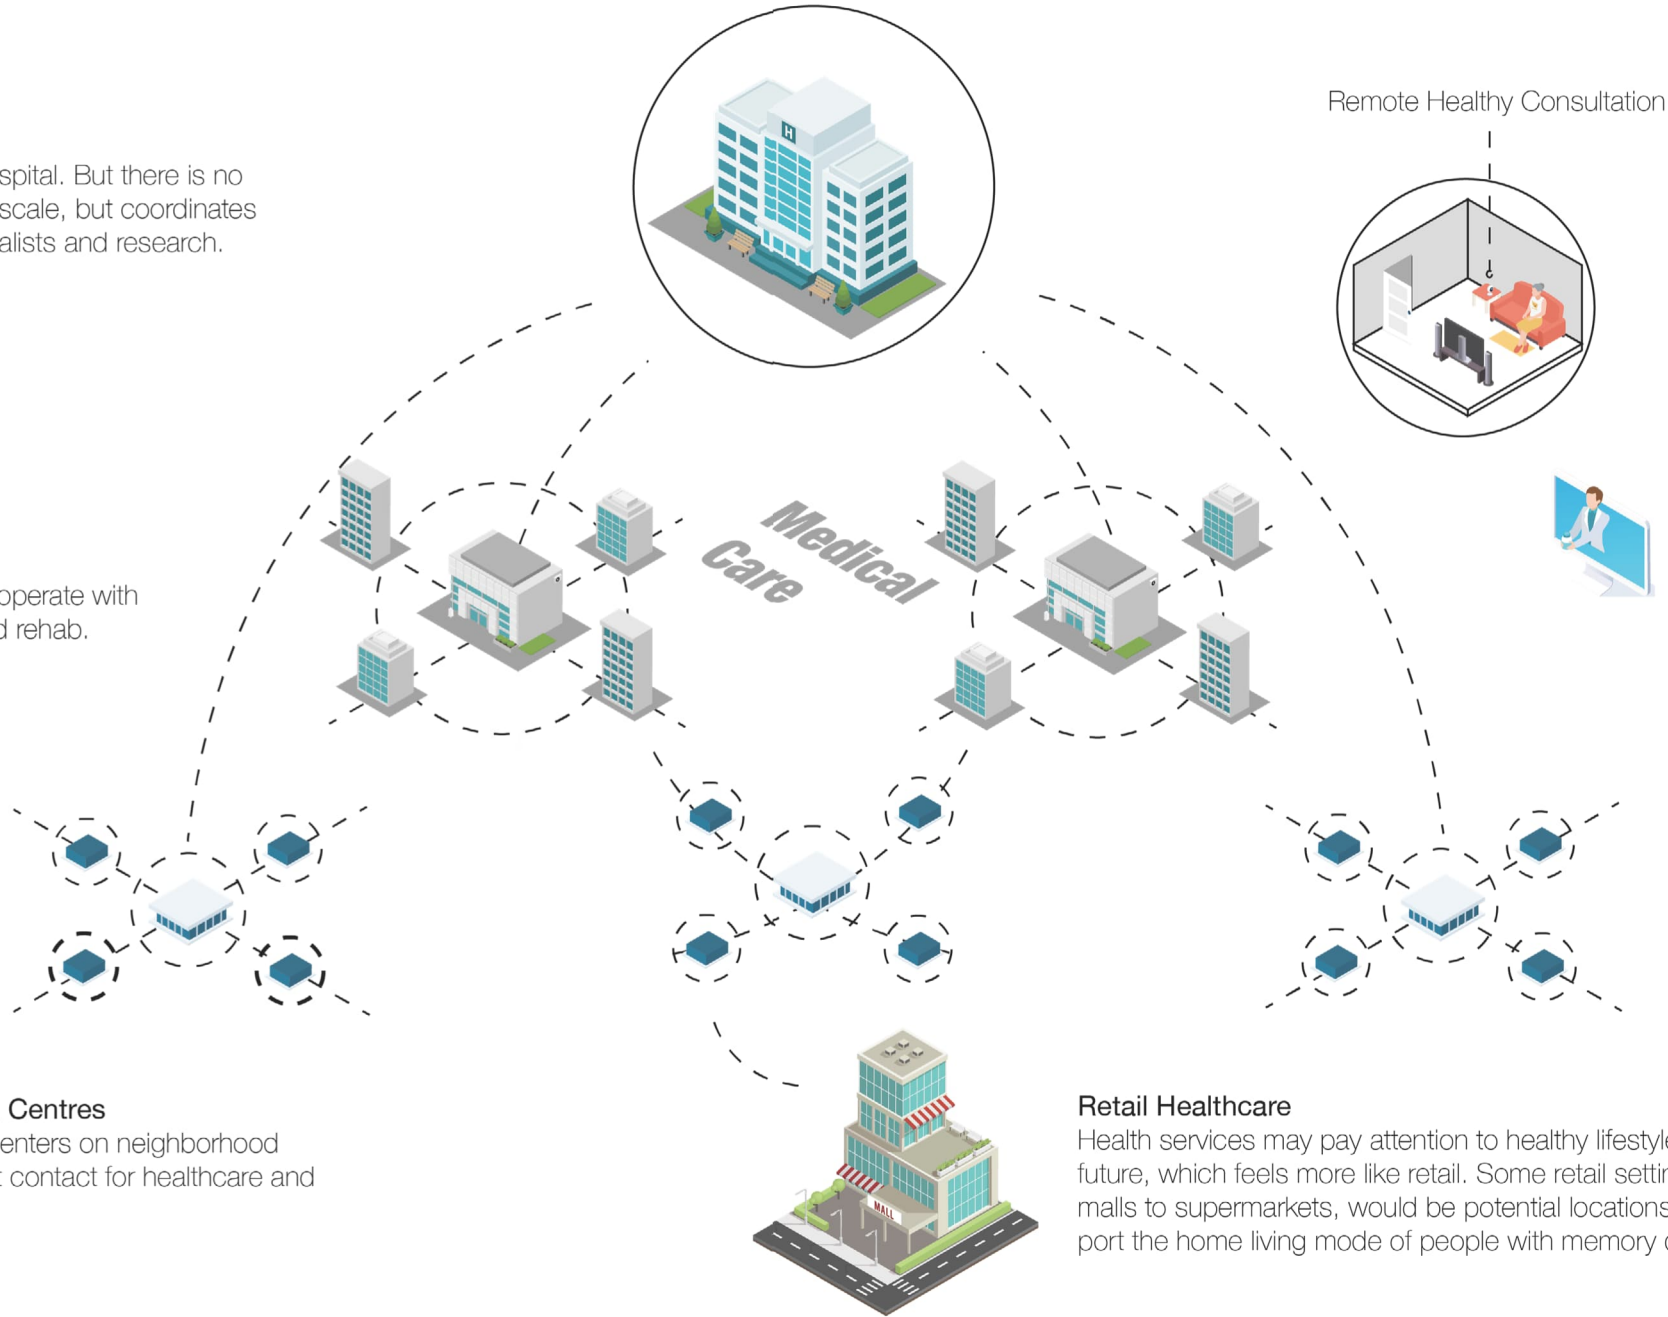 Remote Healthy Consultation
spital. But there is no
scale, but coordinates
alists and research.
H
Medical
Care
operate with
d rehab.
Centres
enters on neighborhood
t contact for healthcare and
MALL
Retail Healthcare
Health services may pay attention to healthy lifestyle
future, which feels more like retail. Some retail settin
malls to supermarkets, would be potential locations
port the home living mode of people with memory